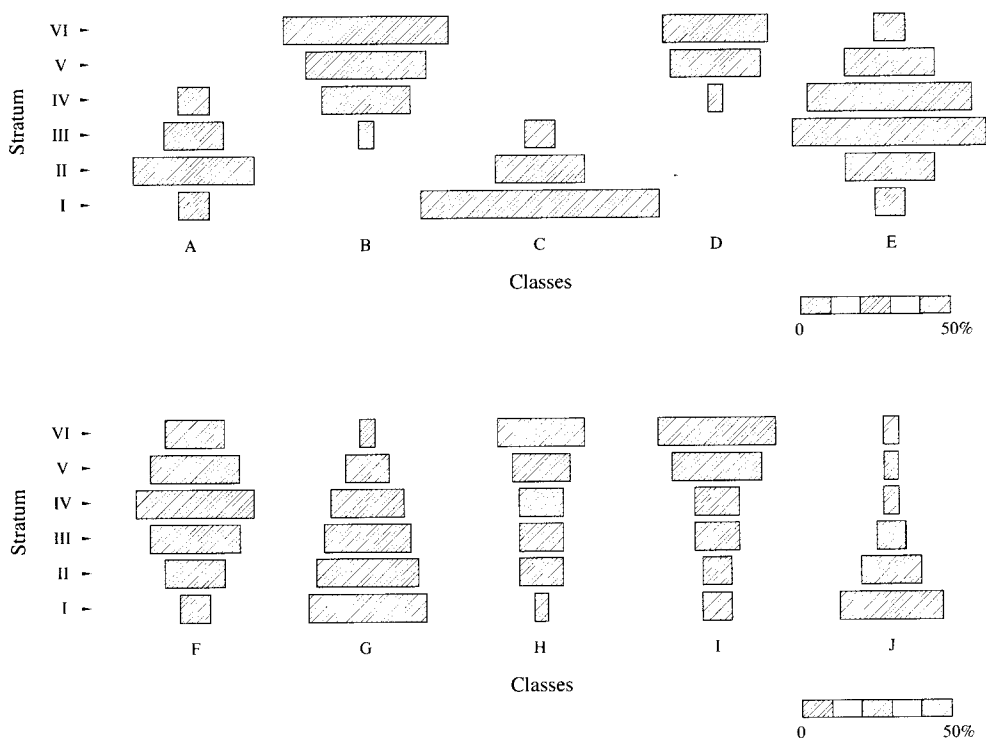 VI
V
IV
III
II
I
Stratum
A B C D E
Classes
0 50%
VI
V
IV
III
II
I
Stratum
F G H I J
Classes
0 50%